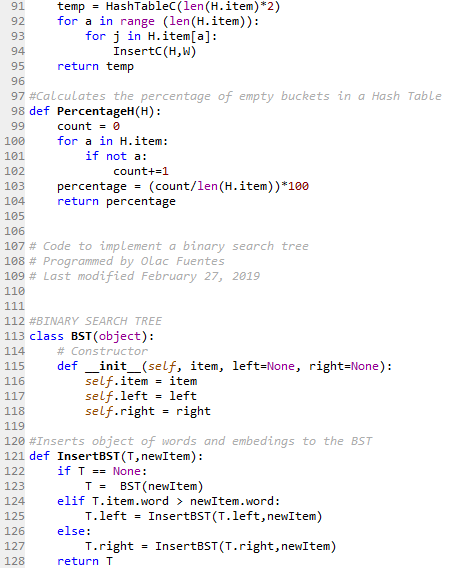 91     temp = HashTableC(len(H.item)*2)
92     for a in range (len(H.item)):
93         for j in H.item[a]:
94             InsertC(H,W)
95     return temp
96
97 #Calculates the percentage of empty buckets in a Hash Table
98 def PercentageH(H):
99     count = 0
100     for a in H.item:
101         if not a:
102             count+=1
103     percentage = (count/len(H.item))*100
104     return percentage
105
106
107 # Code to implement a binary search tree
108 # Programmed by Olac Fuentes
109 # Last modified February 27, 2019
110
111
112 #BINARY SEARCH TREE
113 class BST(object):
114     # Constructor
115     def __init__(self, item, left=None, right=None):
116         self.item = item
117         self.left = left
118         self.right = right
119
120 #Inserts object of words and embedings to the BST
121 def InsertBST(T,newItem):
122     if T == None:
123         T =  BST(newItem)
124     elif T.item.word > newItem.word:
125         T.left = InsertBST(T.left,newItem)
126     else:
127         T.right = InsertBST(T.right,newItem)
128     return T